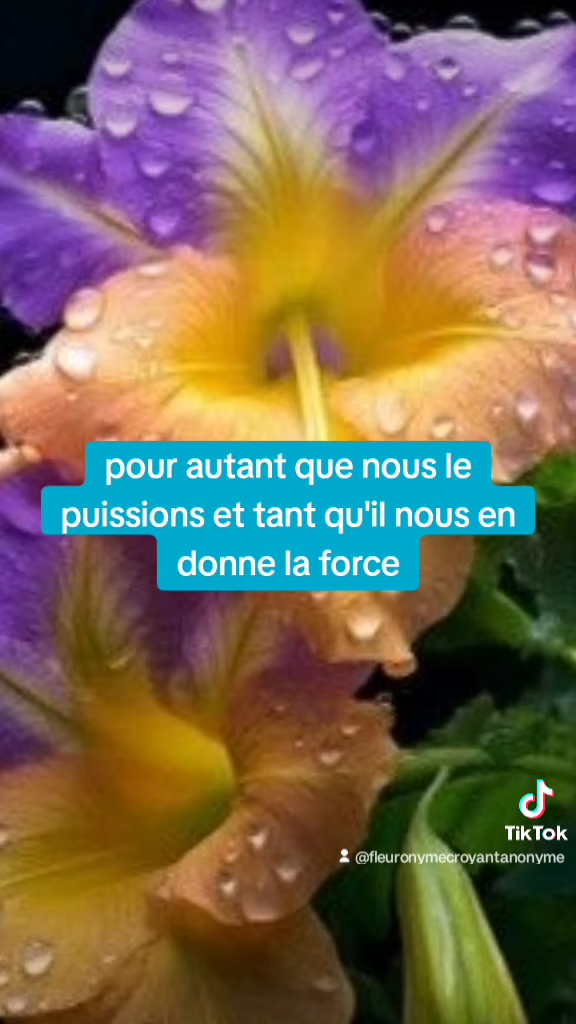 pour autant que nous le
puissions et tant qu'il nous en
donne la force
TikTok
@fleuronymecroyantanonyme